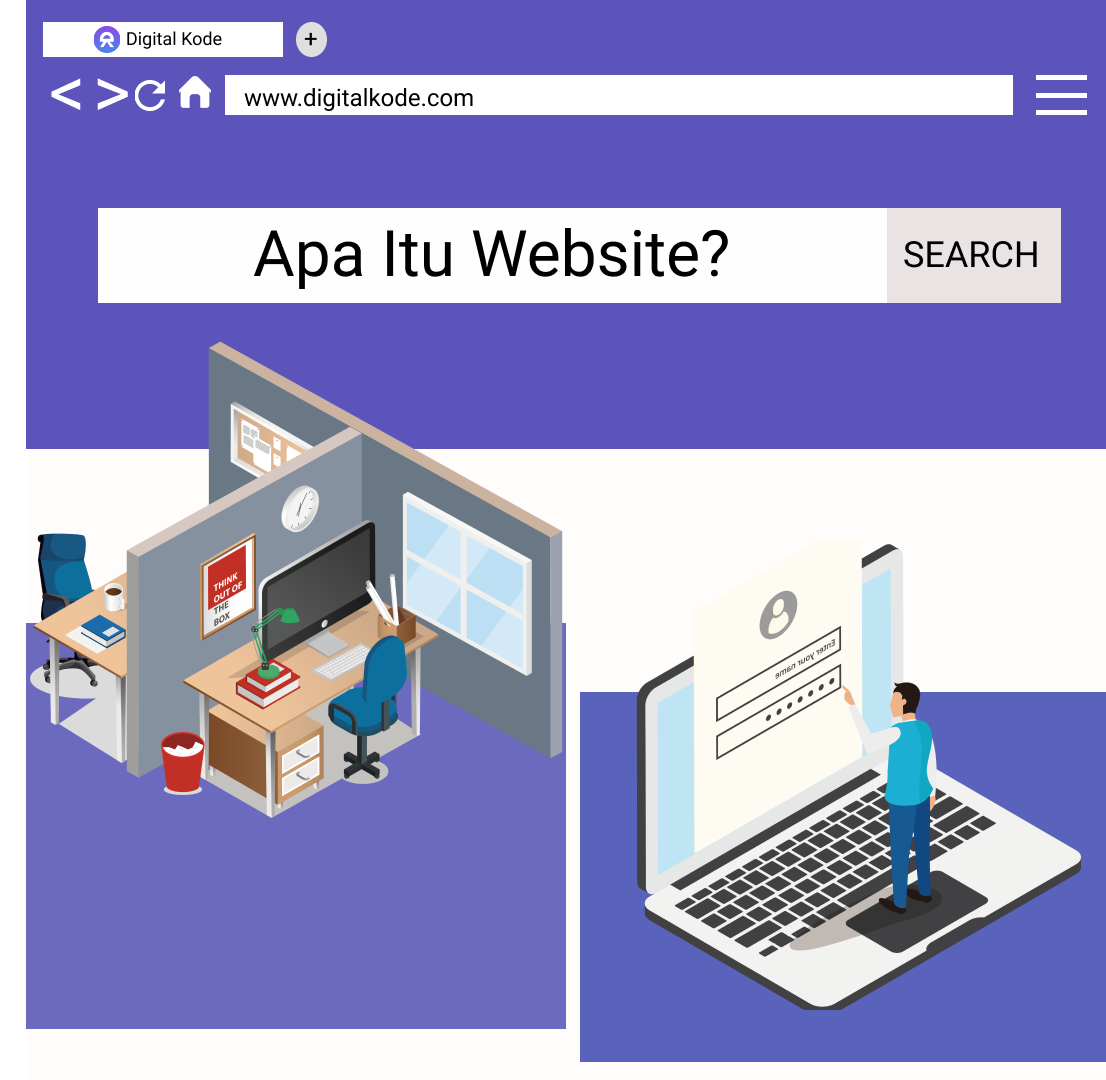 Digital Kode
+
www.digitalkode.com
Apa Itu Website?
SEARCH
THINK
OUT OF
THE
BOX
Enter your name